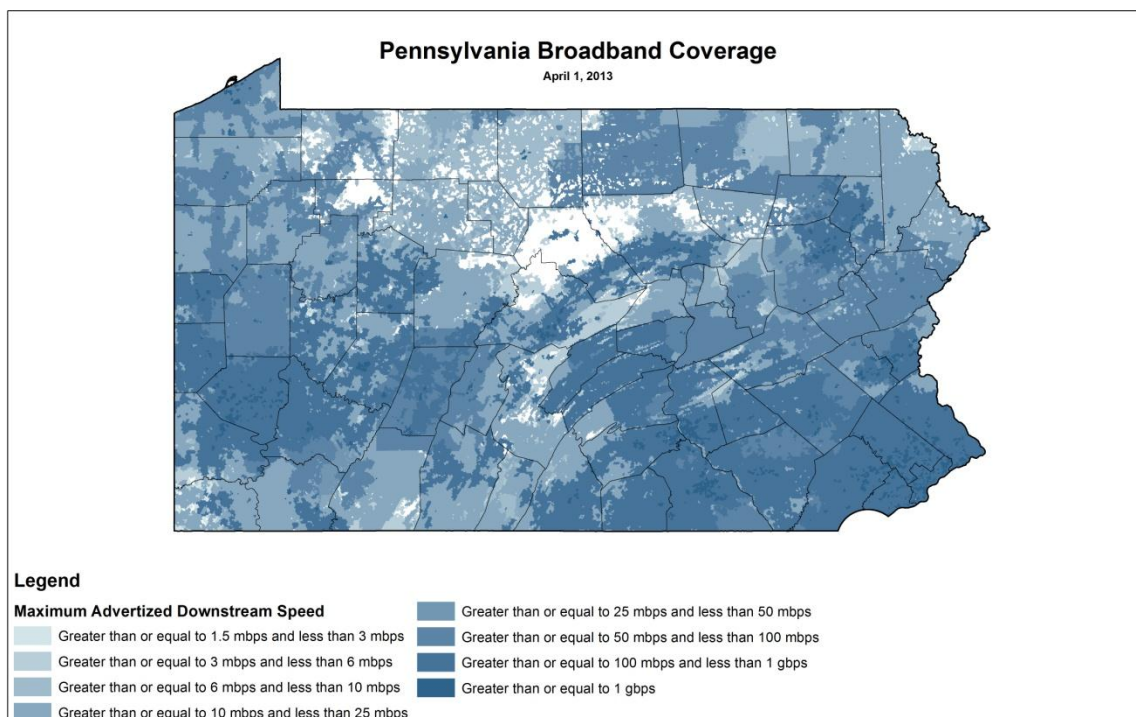 Pennsylvania Broadband Coverage
April 1, 2013
Legend
Maximum Advertized Downstream Speed
Greater than or equal to 1.5 mbps and less than 3 mbps
Greater than or equal to 3 mbps and less than 6 mbps
Greater than or equal to 6 mbps and less than 10 mbps
Greater than or equal to 10 mbps and less than 25 mbps
Greater than or equal to 25 mbps and less than 50 mbps
Greater than or equal to 50 mbps and less than 100 mbps
Greater than or equal to 100 mbps and less than 1 gbps
Greater than or equal to 1 gbps